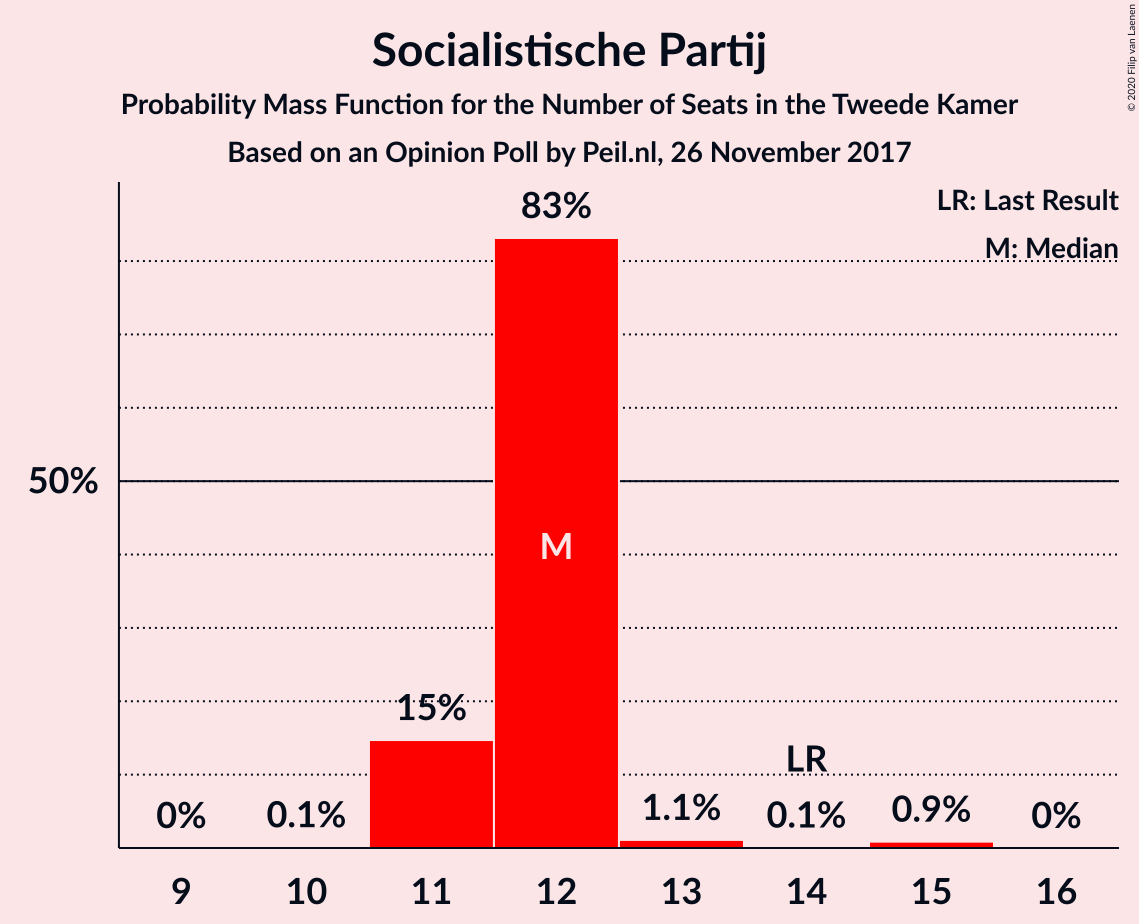 Socialistische Partij
Probability Mass Function for the Number of Seats in the Tweede Kamer
Based on an Opinion Poll by Peil.nl, 26 November 2017
© 2020 Filip van Laenen
LR: Last Result
M: Median
83%
50%
M
15%
LR
0%
0.1%
1.1%
0.1%
0.9%
0%
9
10
11
12
13
14
15
16